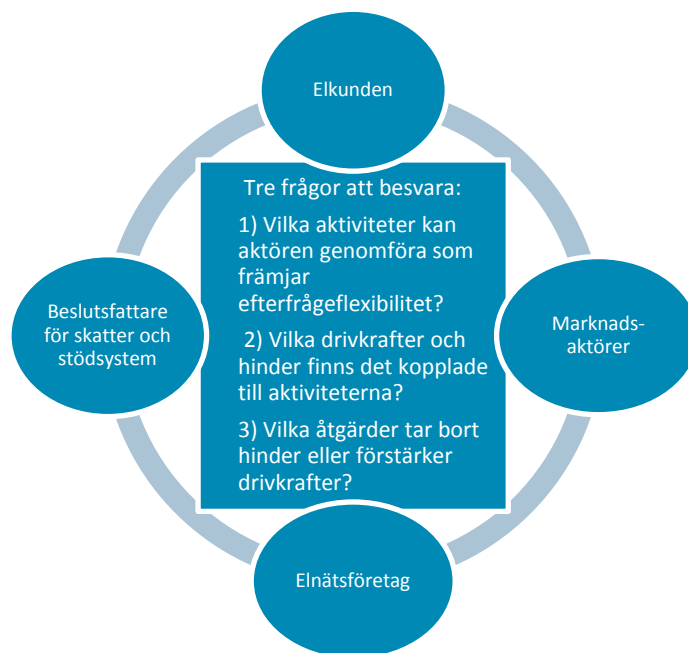 Elkunden
Tre frågor att besvara:
1) Vilka aktiviteter kan
aktören genomföra som
främjar
efterfrågeflexibilitet?
2) Vilka drivkrafter och
hinder finns det kopplade
till aktiviteterna?
3) Vilka åtgärder tar bort
hinder eller förstärker
drivkrafter?
Beslutsfattare
för skatter och
stödsystem
Marknads-
aktörer
Elnätsföretag